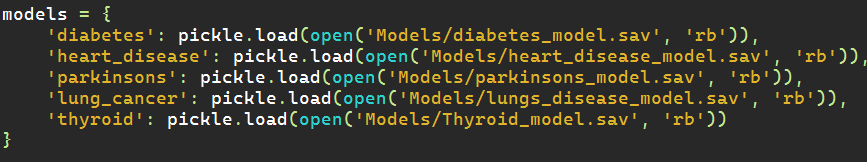 models = {
    'diabetes': pickle.load(open('Models/diabetes_model.sav', 'rb')),
    'heart_disease': pickle.load(open('Models/heart_disease_model.sav', 'rb')),
    'parkinsons': pickle.load(open('Models/parkinsons_model.sav', 'rb')),
    'lung_cancer': pickle.load(open('Models/lungs_disease_model.sav', 'rb')),
    'thyroid': pickle.load(open('Models/Thyroid_model.sav', 'rb'))
}